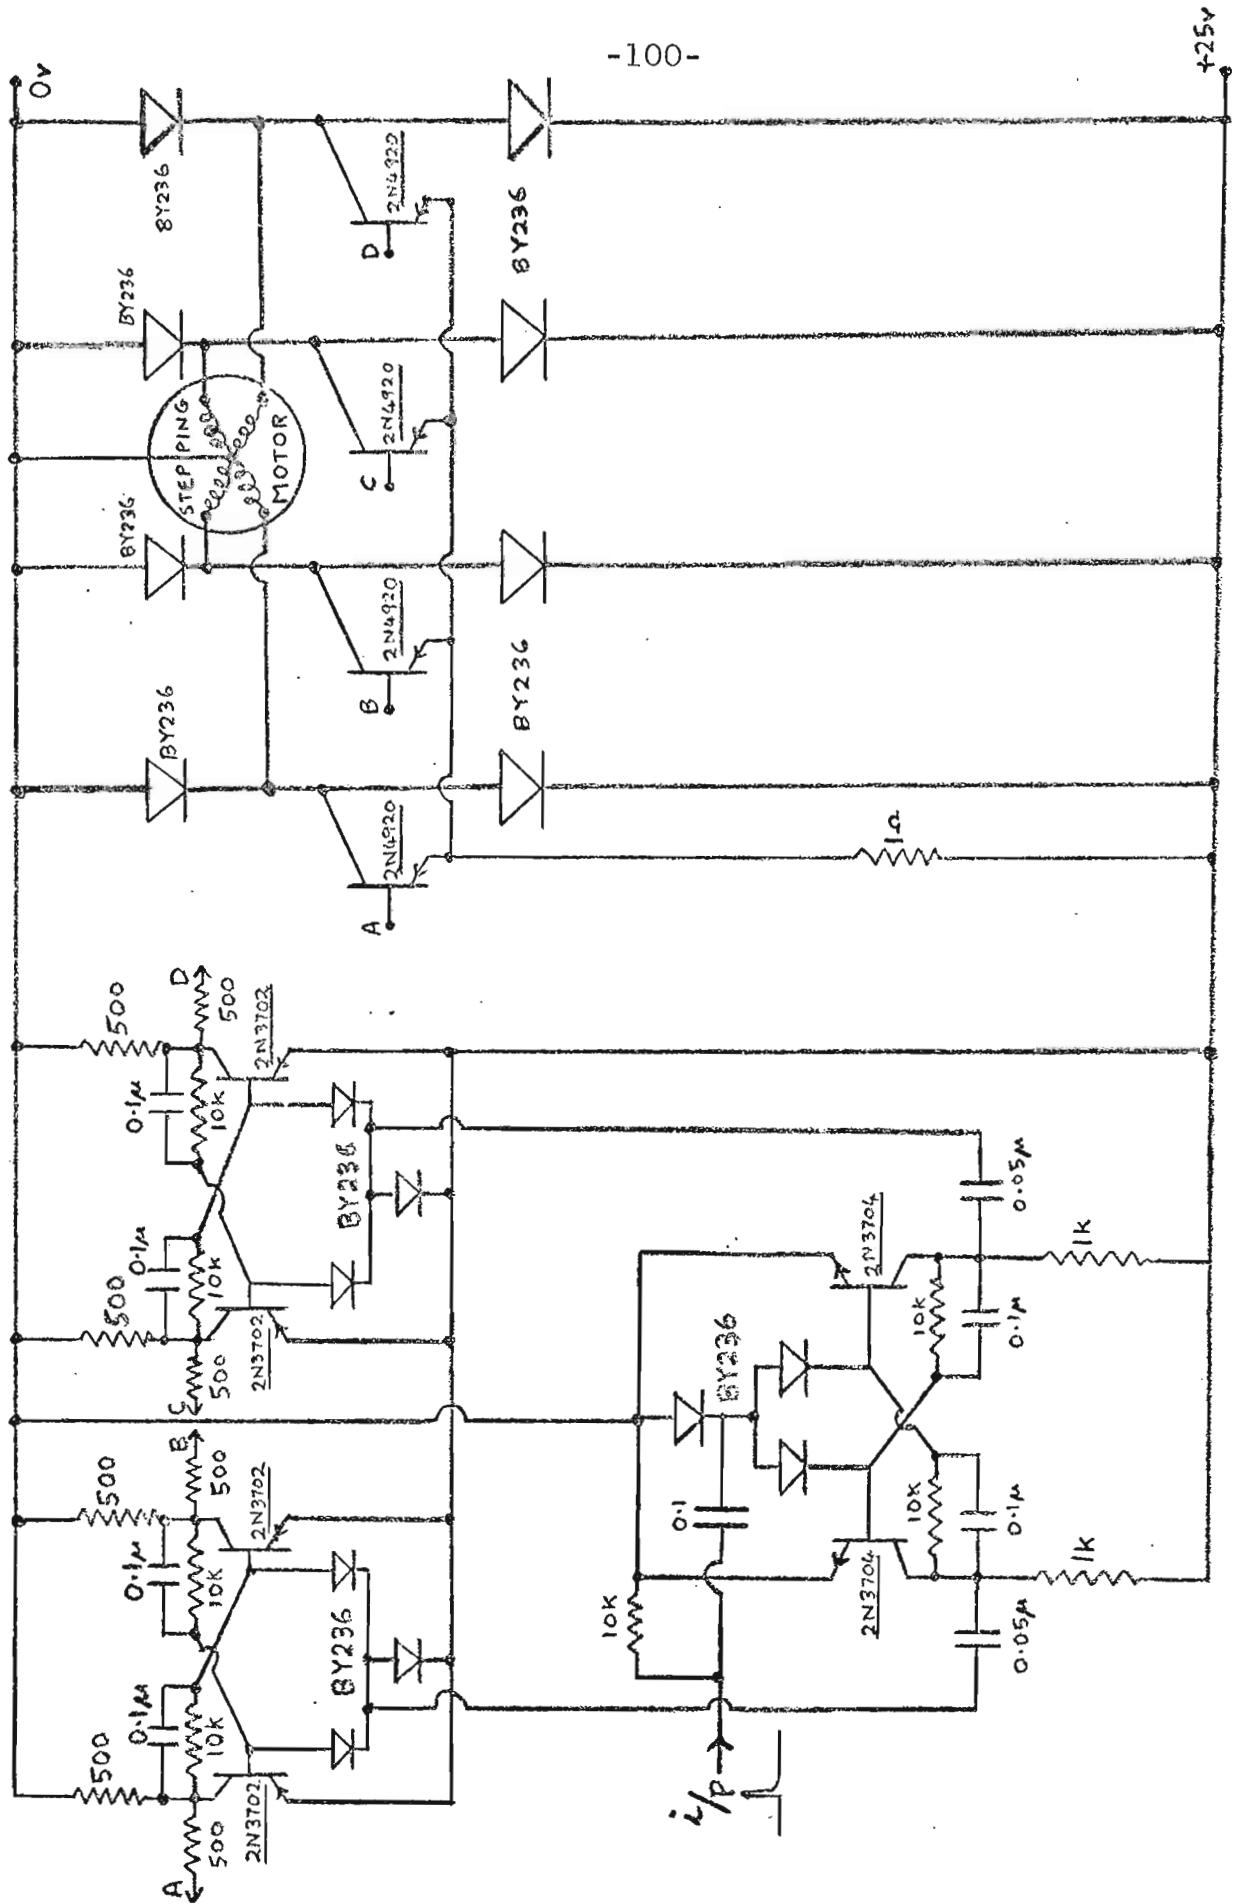 -100-
0v
500
500
500
500
0.1µ
0.1µ
0.1µ
0.1µ
BY236
BY236
BY236
BY236
A
B
C
D
10K
10K
10K
10K
STEPPING
MOTOR
500
500
500
500
2N3702
2N3702
2N3702
2N3702
BY236
BY236
A
B
C
D
2N4920
2N4920
2N4920
2N4920
BY236
BY236
10K
0.1
i/p
BY236
2N3704
2N3704
10K
10K
1Ω
0.1µ
0.1µ
0.05µ
0.05µ
1k
1k
+25v